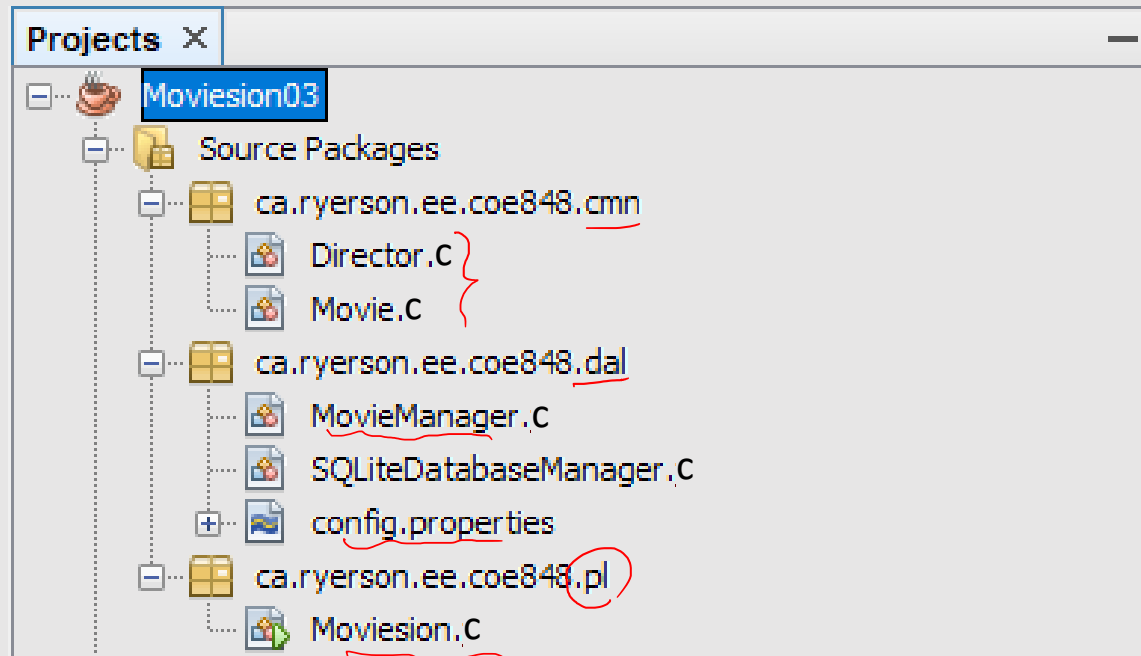 Projects
Moviesion03
Source Packages
ca.ryerson.ee.coe848.cmn
Director.c
Movie.c
ca.ryerson.ee.coe848.dal
MovieManager.c
SQLiteDatabaseManager.c
config.properties
ca.ryerson.ee.coe848.pl
Moviesion.c